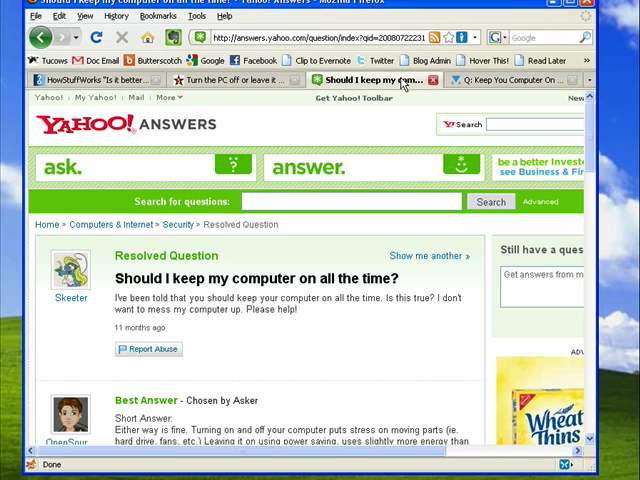 Should I keep my computer on all the time? - Yahoo! Answers - Mozilla Firefox
File Edit View History Bookmarks Tools Help
http://answers.yahoo.com/question/index?qid=20080722231
Google
Tucows Dot Email Butterscotch Google Facebook Clip to Evernote Twitter Blog Admin Hover This! Read Later
HowStuffWorks "Is it better... Turn the PC off or leave it ... Should I keep my com... Q: Keep You Computer On
Yahoo! My Yahoo! Mail More Get Yahoo! Toolbar New
YAHOO! ANSWERS
Y! Search
ask. ? answer. be a better Investo
see Business & Fin
Search for questions: Search Advanced
Home > Computers & Internet > Security > Resolved Question
Resolved Question Show me another »
Should I keep my computer on all the time?
Skeeter
I've been told that you should keep your computer on all the time. Is this true? I don't
want to mess my computer up. Please help!
11 months ago
Report Abuse
Still have a ques
Get answers from m
ADV
Nabisco
Wheat
Thins
Best Answer - Chosen by Asker
Short Answer:
Either way is fine. Turning on and off your computer puts stress on moving parts (ie.
hard drive, fans, etc.) Leaving it on using power saving, uses slightly more energy than
OpenSour
Done